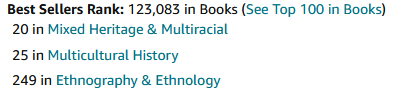 Best Sellers Rank: 123,083 in Books (See Top 100 in Books)
20 in Mixed Heritage & Multiracial
25 in Multicultural History
249 in Ethnography & Ethnology